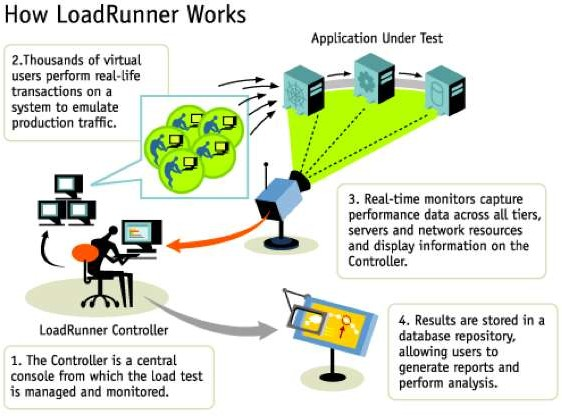 How LoadRunner Works
Application Under Test
2.Thousands of virtual
users perform real-life
transactions on a
system to emulate
production traffic.
3. Real-time monitors capture
performance data across all tiers,
servers and network resources
and display information on the
Controller.
LoadRunner Controller
1. The Controller is a central
console from which the load test
is managed and monitored.
4. Results are stored in a
database repository,
allowing users to
generate reports and
perform analysis.